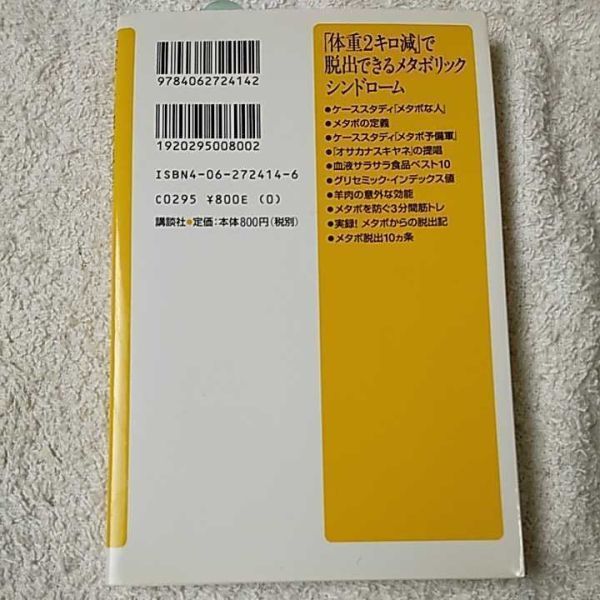 「体重2キロ減」で
脱出できるメタボリック
シンドローム
●ケーススタディ「メタボな人」
●メタボの定義
●ケーススタディ「メタボ予備軍」
●「オサカナスキヤネ」の提唱
●血液サラサラ食品ベスト10
●グリセミック・インデックス値
●羊肉の意外な効能
●メタボを防ぐ3分間筋トレ
●実録!メタボからの脱出記
●メタボ脱出10ヵ条
9784062724142
1920295008002
ISBN4-06-272414-6
C0295 ¥800E (0)
講談社●定価:本体800円(税別)